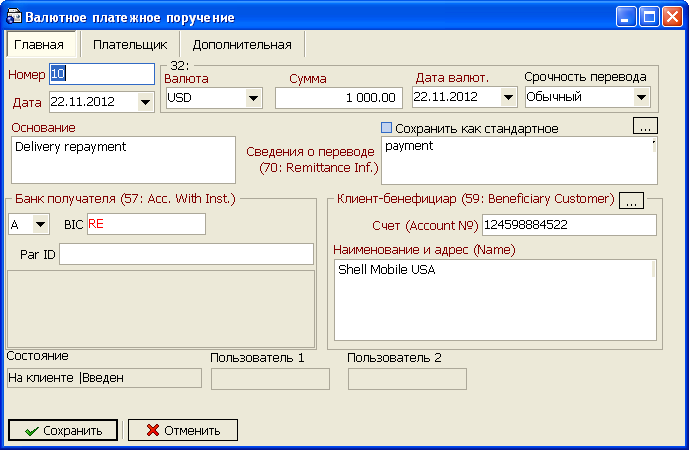 Валютное платежное поручение
Главная Плательщик Дополнительная
Номер 10
Дата 22.11.2012
32:
Валюта Сумма Дата валют. Срочность перевода
USD 1 000.00 22.11.2012 Обычный
Основание
Delivery repayment
Сохранить как стандартное ...
Сведения о переводе
(70: Remittance Inf.)
payment
Банк получателя (57: Acc. With Inst.)
A BIC RE
Par ID
Клиент-бенефициар (59: Beneficiary Customer) ...
Счет (Account №) 124598884522
Наименование и адрес (Name)
Shell Mobile USA
Состояние Пользователь 1 Пользователь 2
На клиенте |Введен
Сохранить Отменить